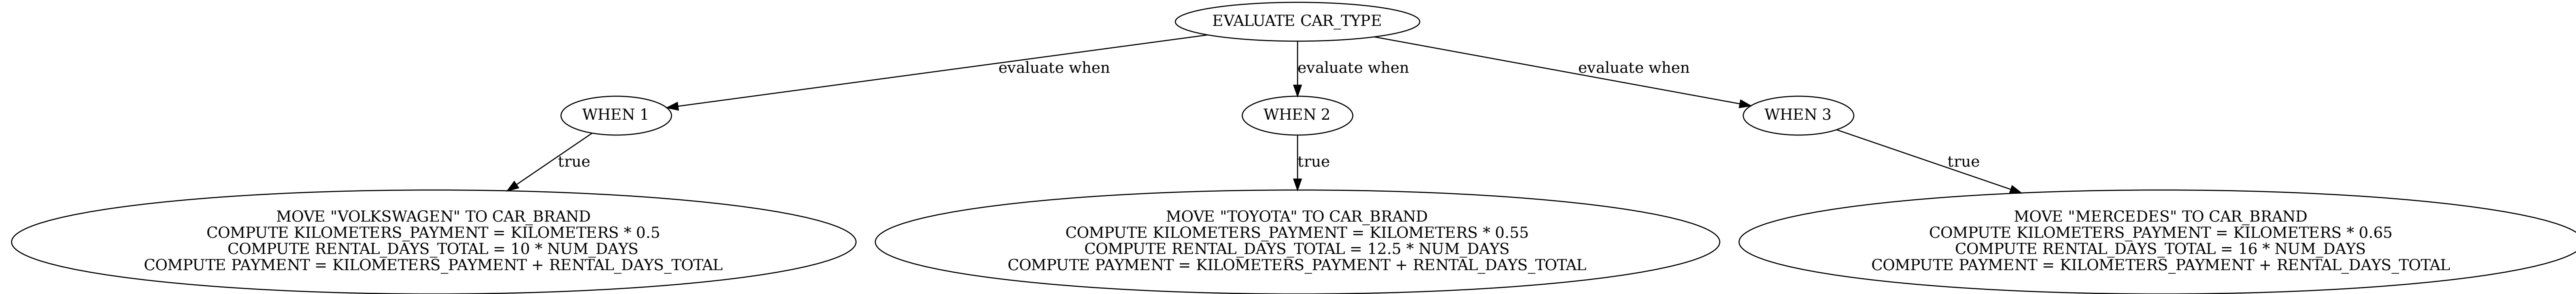 EVALUATE CAR_TYPE
evaluate when
evaluate when
evaluate when
WHEN 1
WHEN 2
WHEN 3
true
true
true
MOVE "VOLKSWAGEN" TO CAR_BRAND
COMPUTE KILOMETERS_PAYMENT = KILOMETERS * 0.5
COMPUTE RENTAL_DAYS_TOTAL = 10 * NUM_DAYS
COMPUTE PAYMENT = KILOMETERS_PAYMENT + RENTAL_DAYS_TOTAL
MOVE "TOYOTA" TO CAR_BRAND
COMPUTE KILOMETERS_PAYMENT = KILOMETERS * 0.55
COMPUTE RENTAL_DAYS_TOTAL = 12.5 * NUM_DAYS
COMPUTE PAYMENT = KILOMETERS_PAYMENT + RENTAL_DAYS_TOTAL
MOVE "MERCEDES" TO CAR_BRAND
COMPUTE KILOMETERS_PAYMENT = KILOMETERS * 0.65
COMPUTE RENTAL_DAYS_TOTAL = 16 * NUM_DAYS
COMPUTE PAYMENT = KILOMETERS_PAYMENT + RENTAL_DAYS_TOTAL